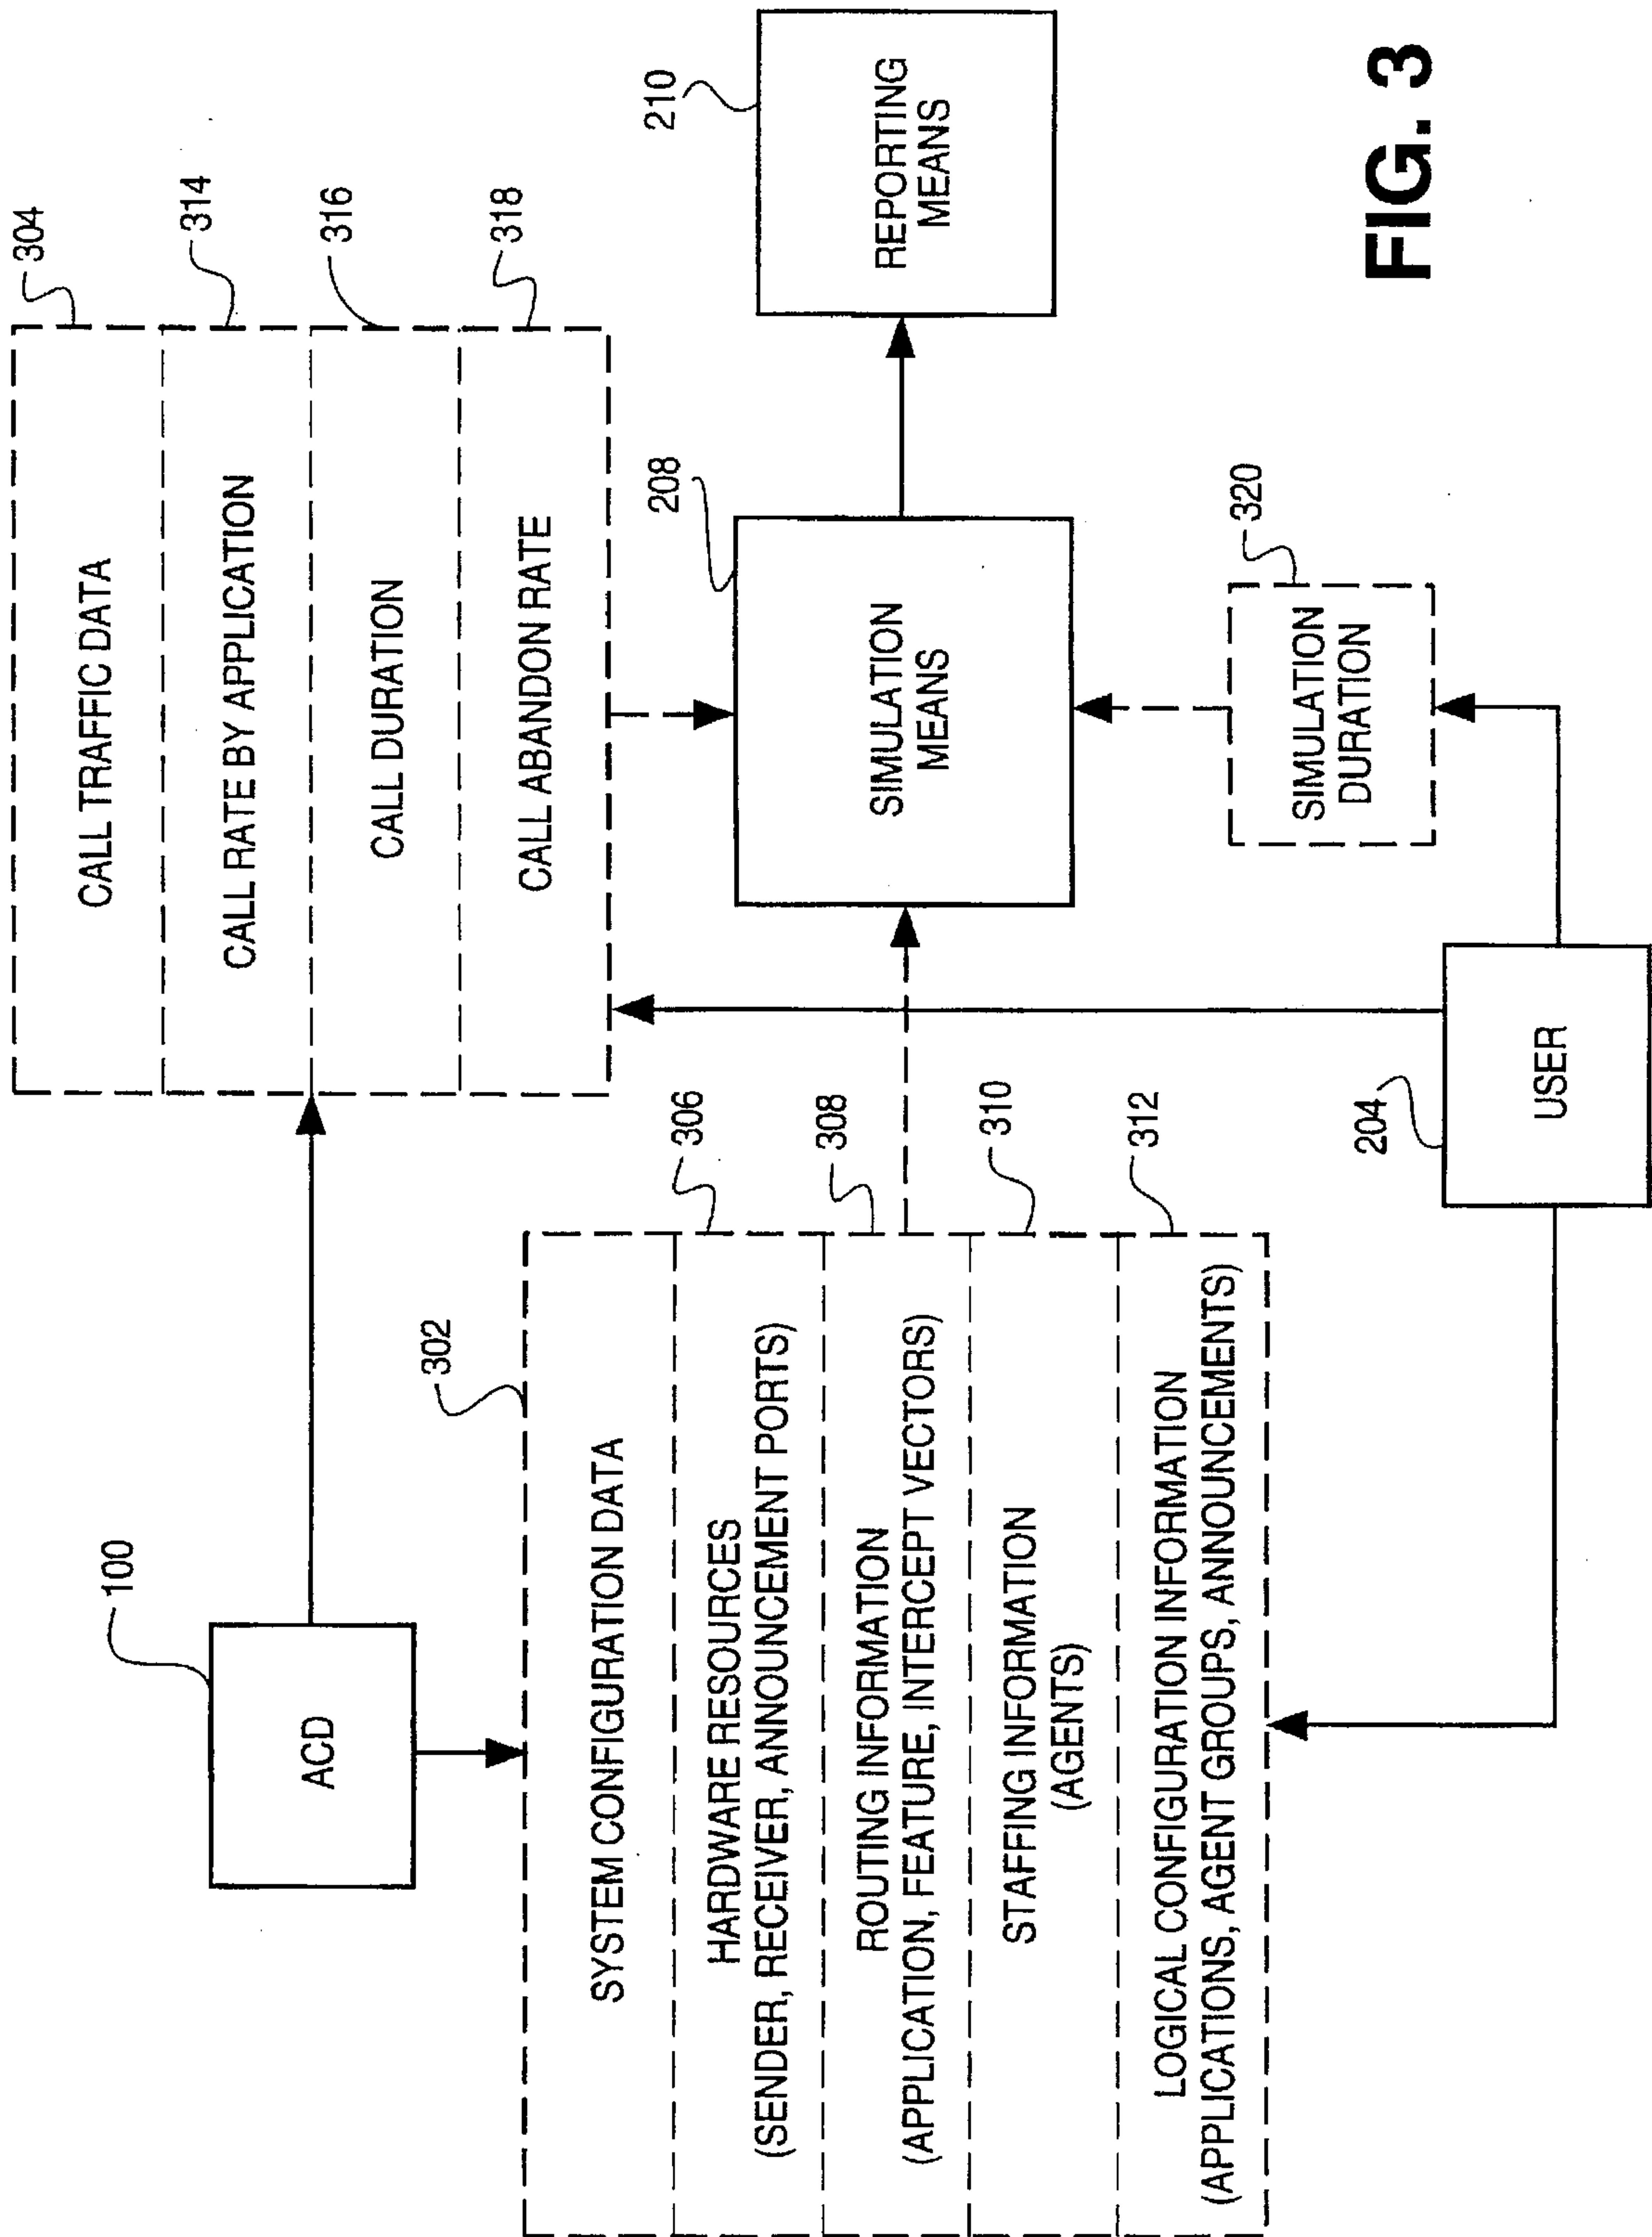 100
ACD
302
SYSTEM CONFIGURATION DATA
306
HARDWARE RESOURCES
(SENDER, RECEIVER, ANNOUNCEMENT PORTS)
308
ROUTING INFORMATION
(APPLICATION, FEATURE, INTERCEPT VECTORS)
310
STAFFING INFORMATION
(AGENTS)
312
LOGICAL CONFIGURATION INFORMATION
(APPLICATIONS, AGENT GROUPS, ANNOUNCEMENTS)
304
CALL TRAFFIC DATA
314
CALL RATE BY APPLICATION
316
CALL DURATION
318
CALL ABANDON RATE
208
SIMULATION
MEANS
210
REPORTING
MEANS
320
SIMULATION
DURATION
204
USER
FIG. 3